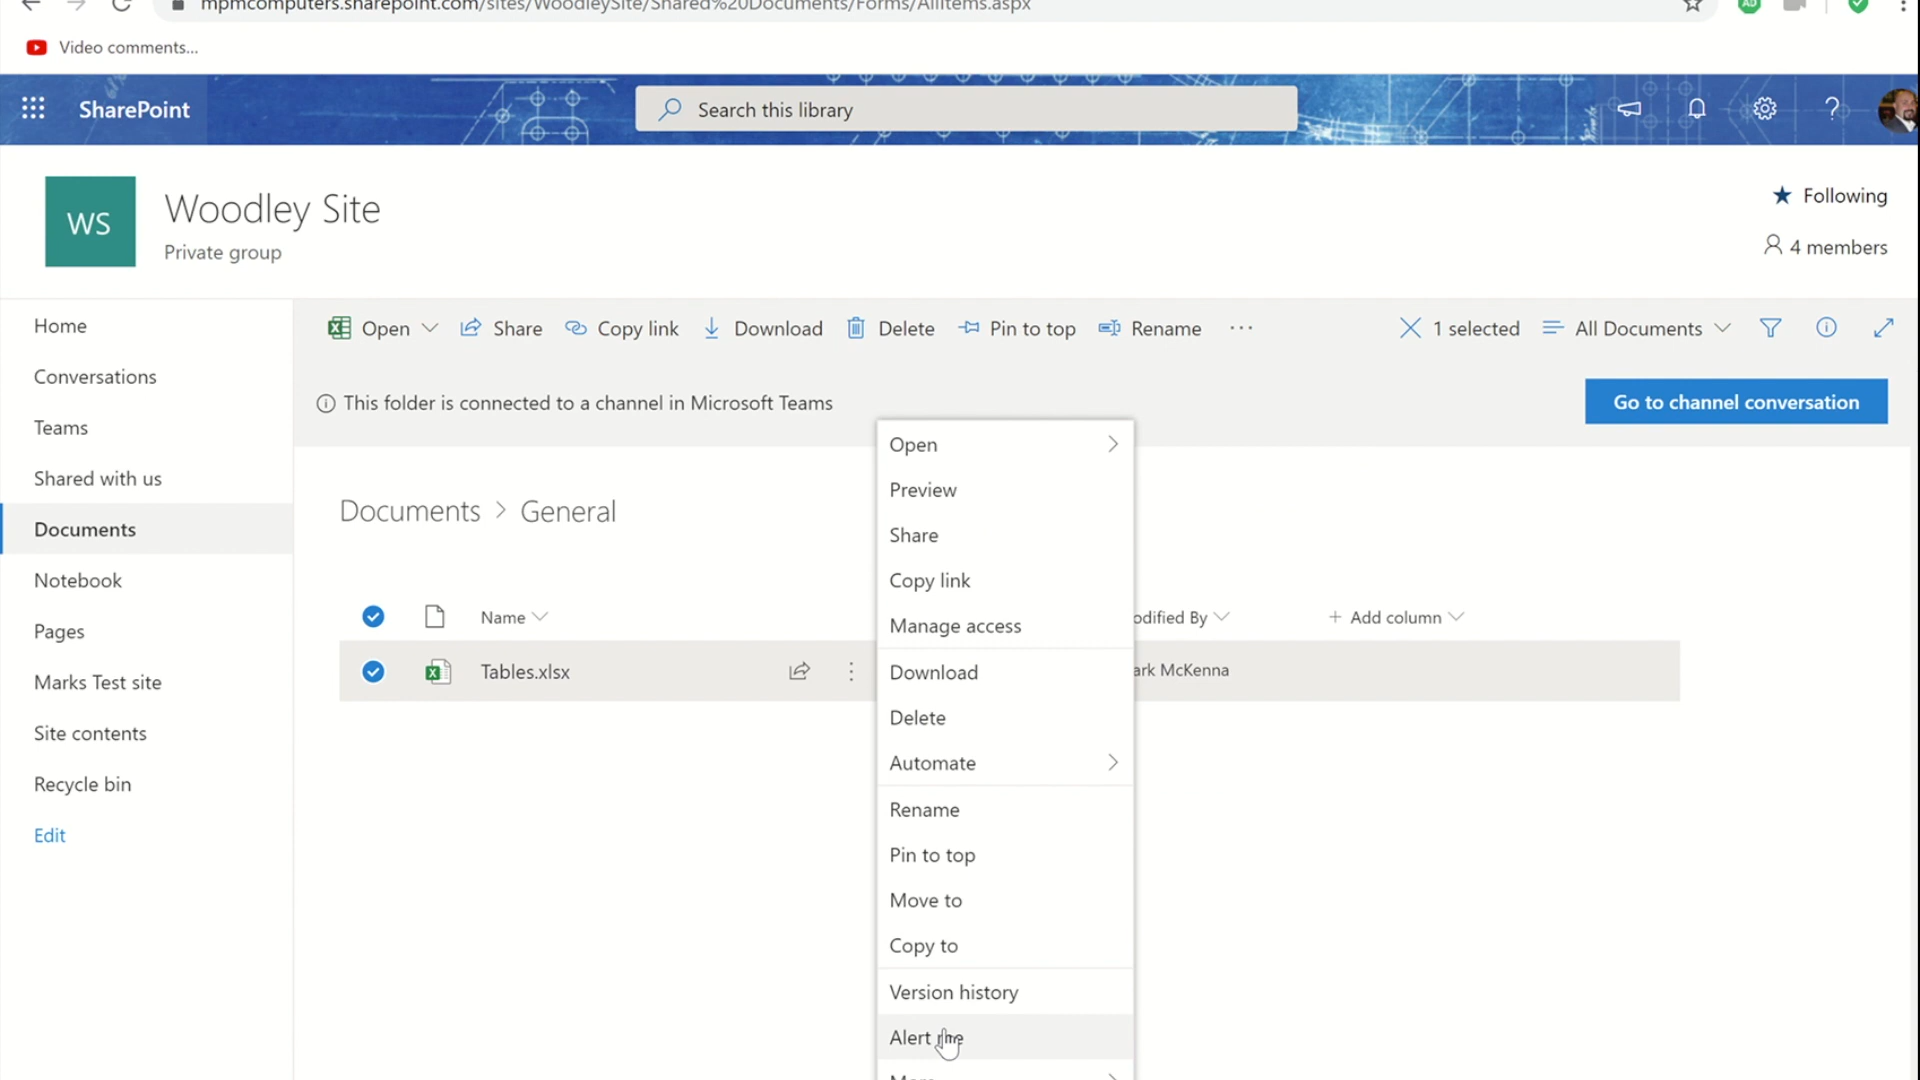 mpmcomputers.sharepoint.com/sites/WoodleySite/Shared%20Documents/Forms/AllItems.aspx
AD
Video comments...
SharePoint
Search this library
WS
Woodley Site
Private group
Following
4 members
Home
Conversations
Teams
Shared with us
Documents
Notebook
Pages
Marks Test site
Site contents
Recycle bin
Edit
Open
Share
Copy link
Download
Delete
Pin to top
Rename
1 selected
All Documents
This folder is connected to a channel in Microsoft Teams
Go to channel conversation
Documents > General
Name
odified By
+ Add column
Tables.xlsx
ark McKenna
Open
Preview
Share
Copy link
Manage access
Download
Delete
Automate
Rename
Pin to top
Move to
Copy to
Version history
Alert me
More